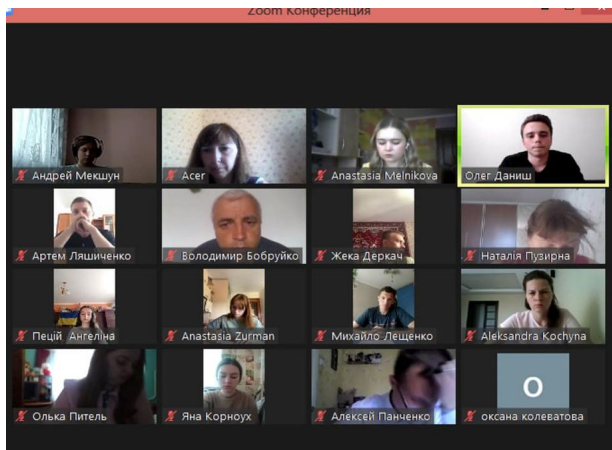 Zoom Конференция
Андрей Мекшун
Acer
Anastasia Melnikova
Олег Даниш
Артем Ляшиченко
Володимир Бобруйко
Жека Деркач
Наталія Пузирна
Пецій Ангеліна
Anastasia Zurman
Михайло Лещенко
Aleksandra Kochyna
Олька Питель
Яна Корноух
Алексей Панченко
О
оксана колеватова